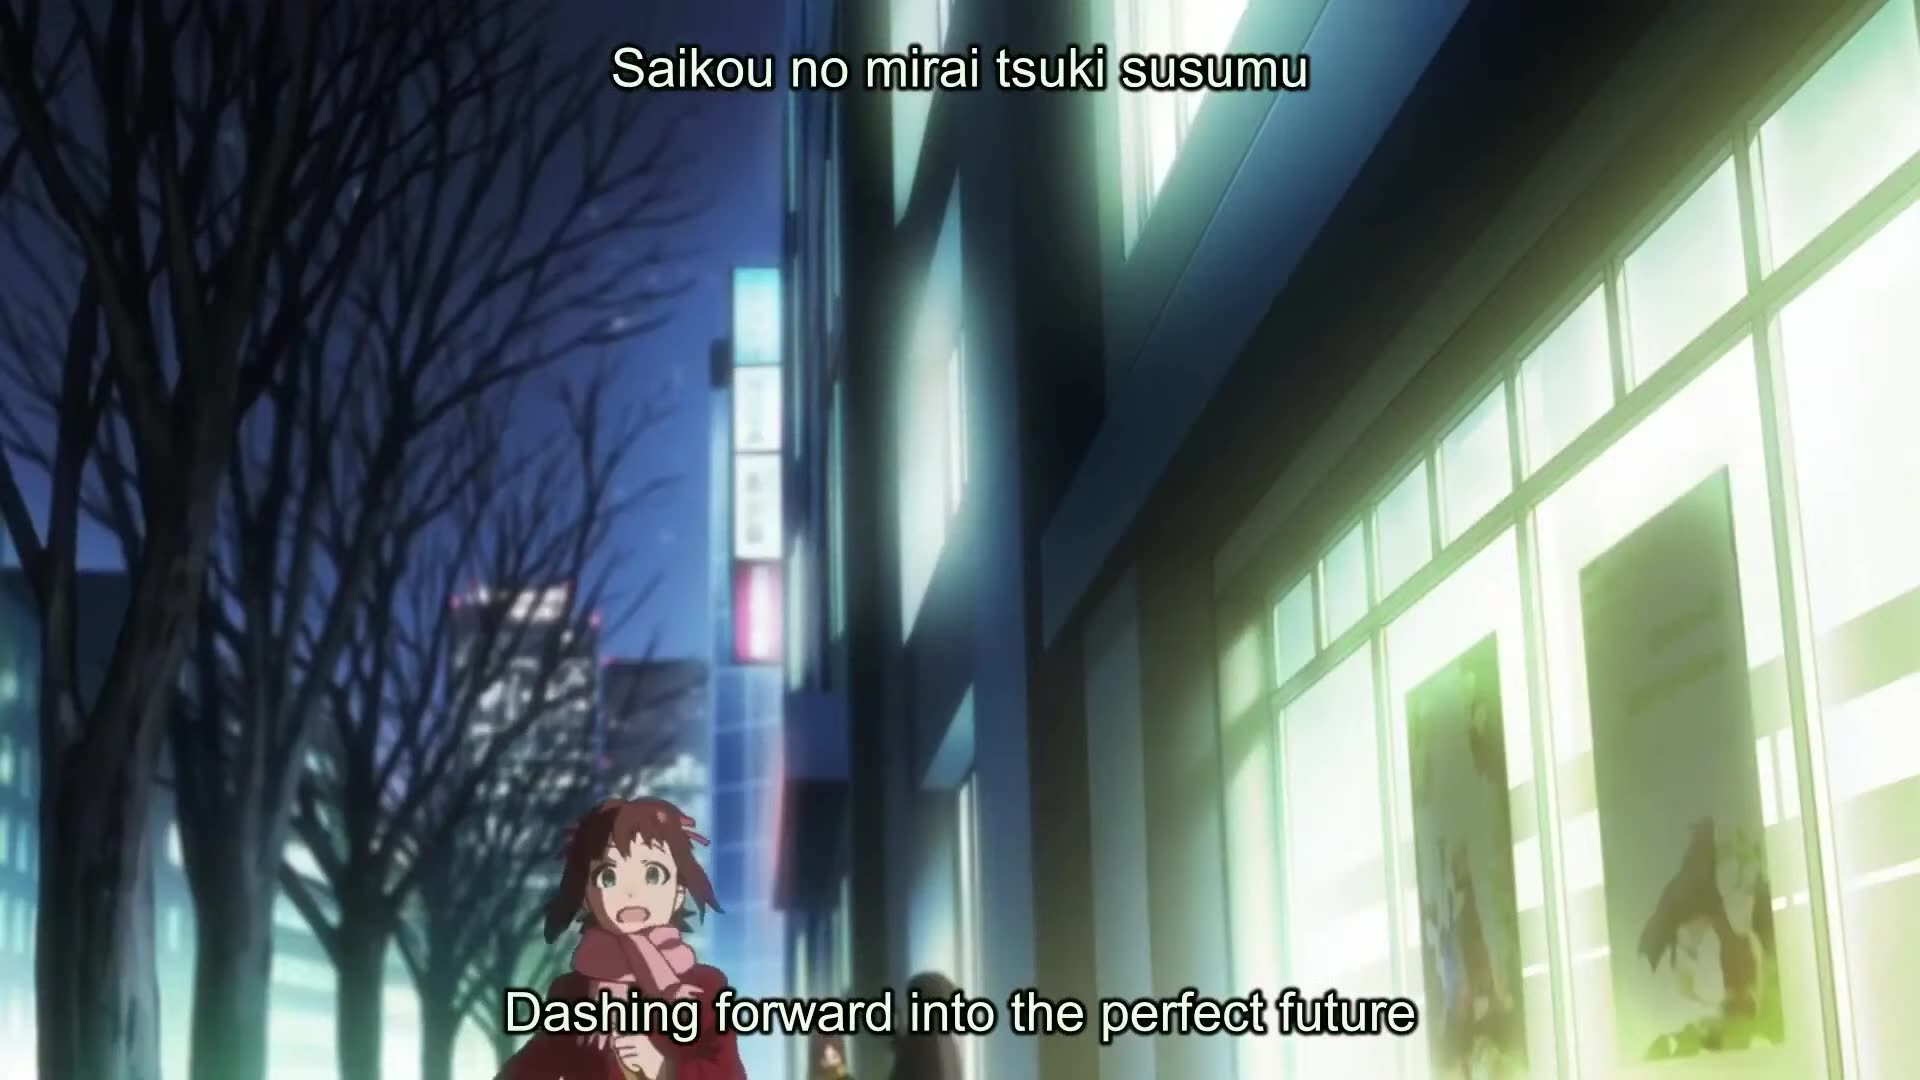 Saikou no mirai tsuki susumu
Dashing forward into the perfect future